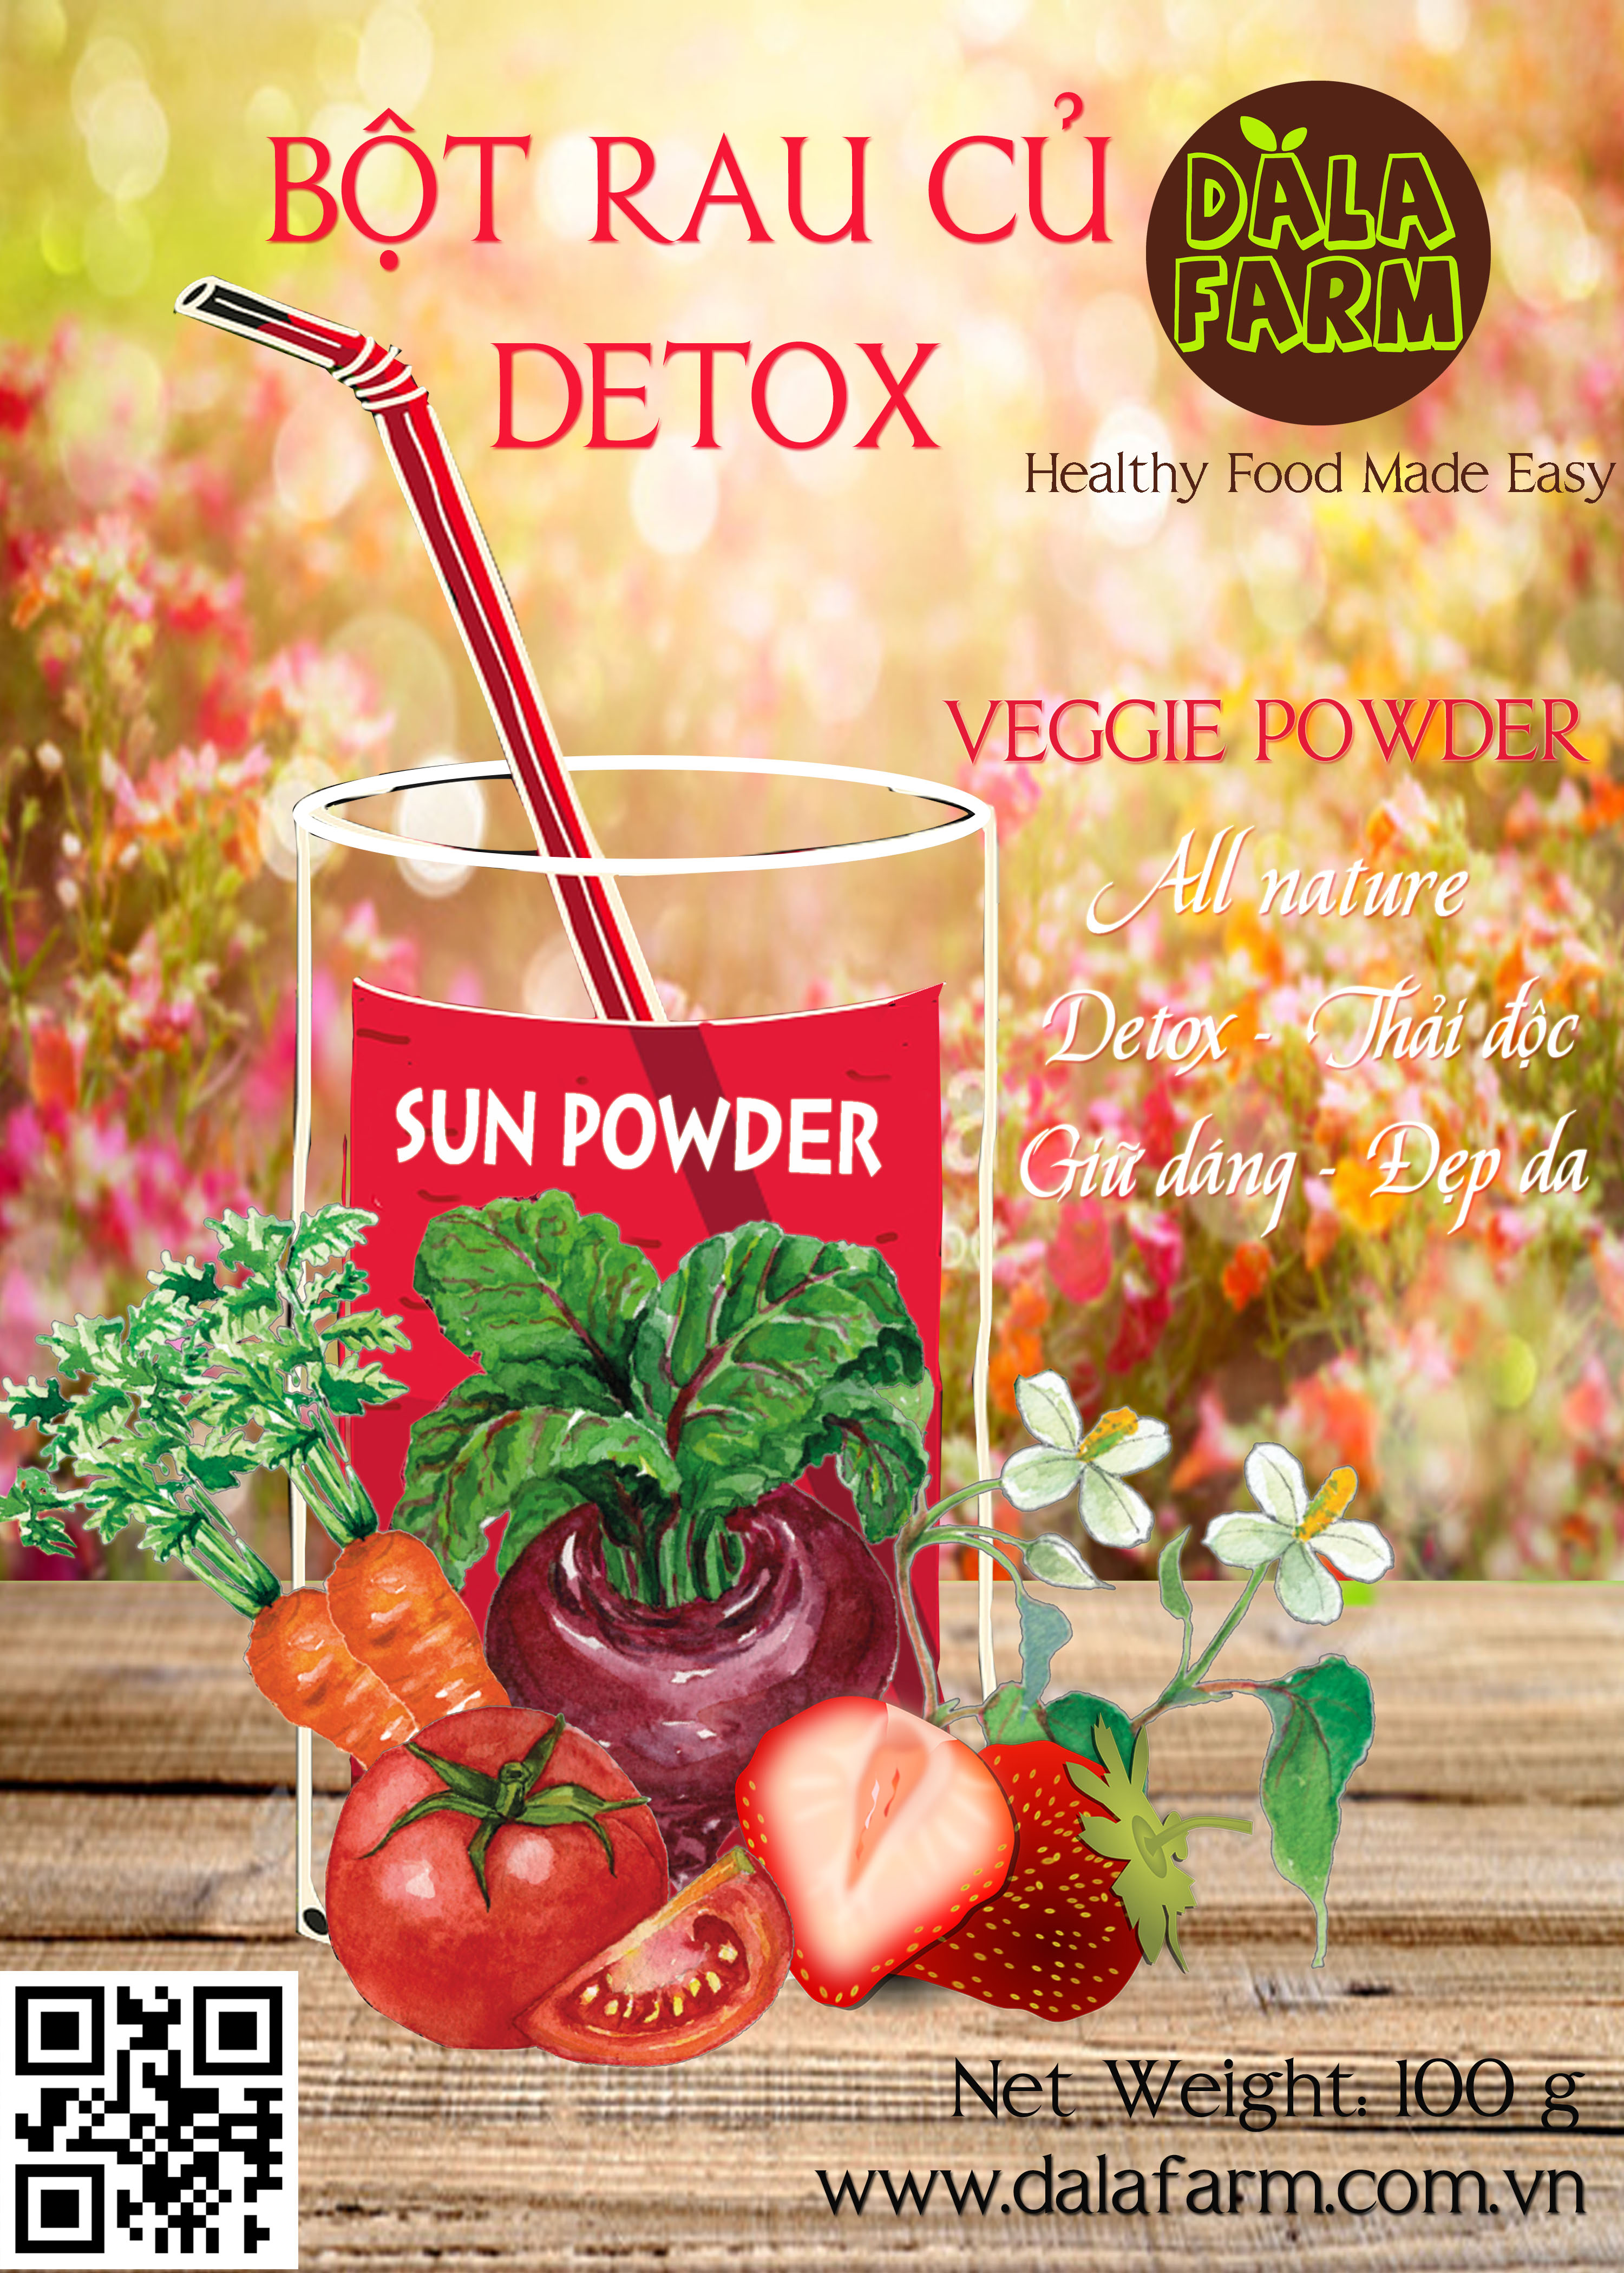 BỘT RAU CỦ
DETOX
DALA
FARM
Healthy Food Made Easy
VEGGIE POWDER
All nature
Detox - Thải độc
Giữ dáng - Đẹp da
SUN POWDER
Net Weight: 100 g
www.dalafarm.com.vn